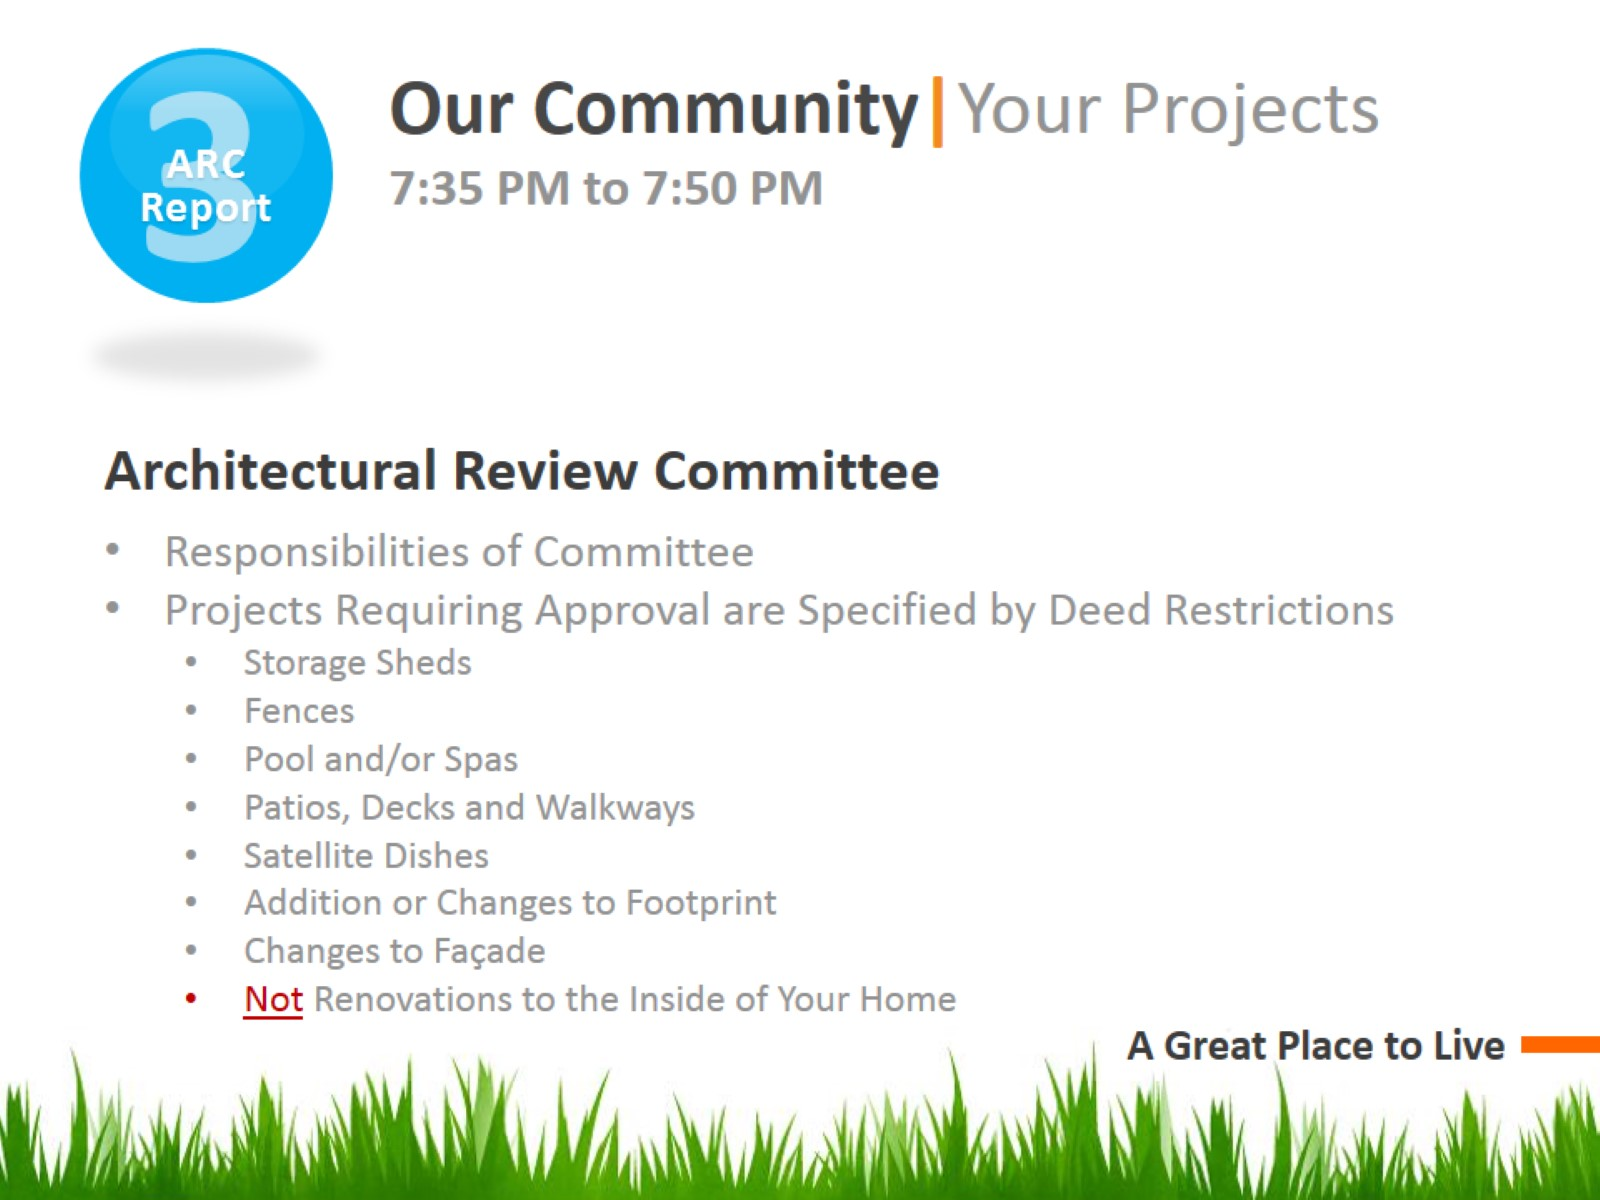 3
ARC
Report
Our Community|Your Projects
7:35 PM to 7:50 PM
Architectural Review Committee
• Responsibilities of Committee
• Projects Requiring Approval are Specified by Deed Restrictions
• Storage Sheds
• Fences
• Pool and/or Spas
• Patios, Decks and Walkways
• Satellite Dishes
• Addition or Changes to Footprint
• Changes to Façade
• Not Renovations to the Inside of Your Home
A Great Place to Live